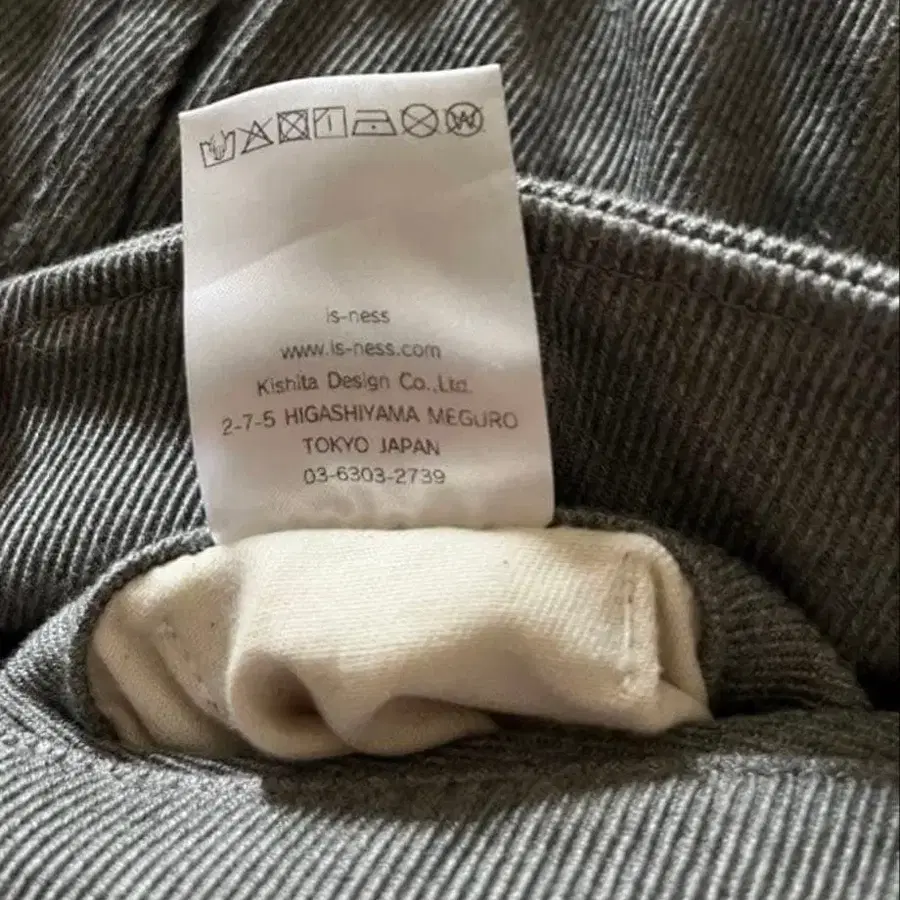 is-ness
www.is-ness.com
Kishita Design Co.,Ltd.
2-7-5 HIGASHIYAMA MEGURO
TOKYO JAPAN
03-6303-2739